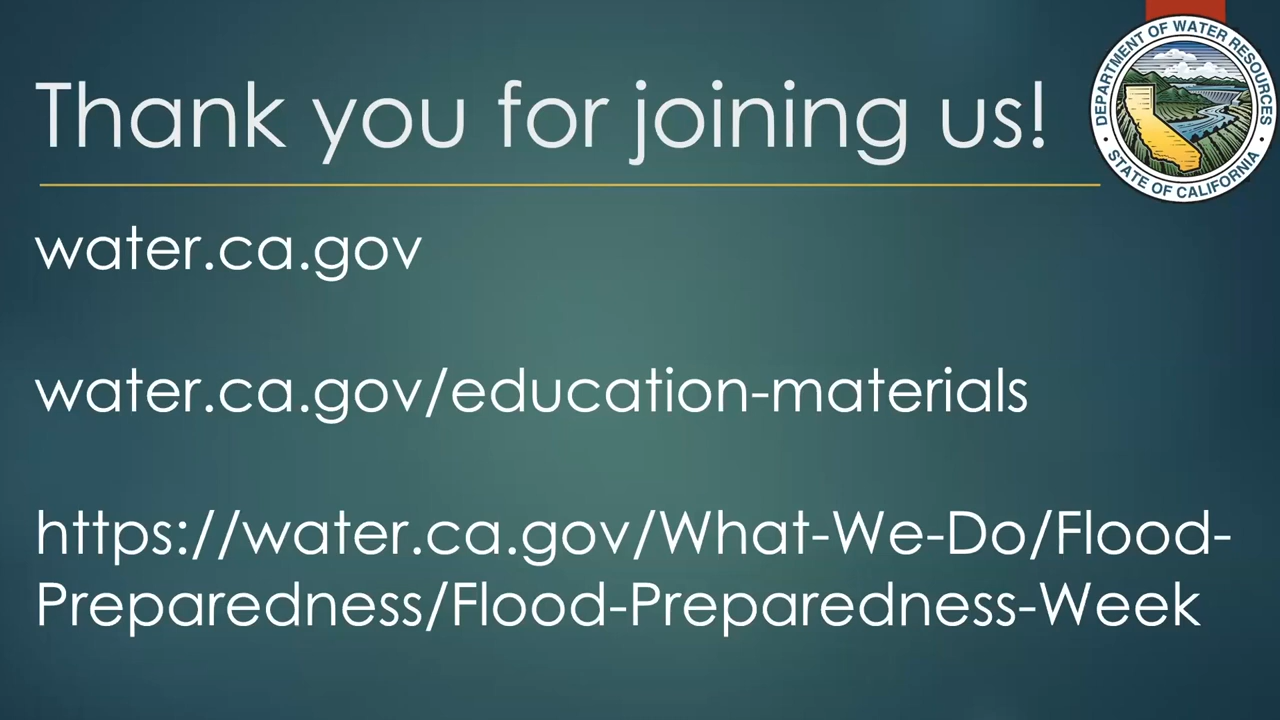 Thank you for joining us!
DEPARTMENT OF WATER RESOURCES
STATE OF CALIFORNIA
water.ca.gov
water.ca.gov/education-materials
https://water.ca.gov/What-We-Do/Flood-
Preparedness/Flood-Preparedness-Week